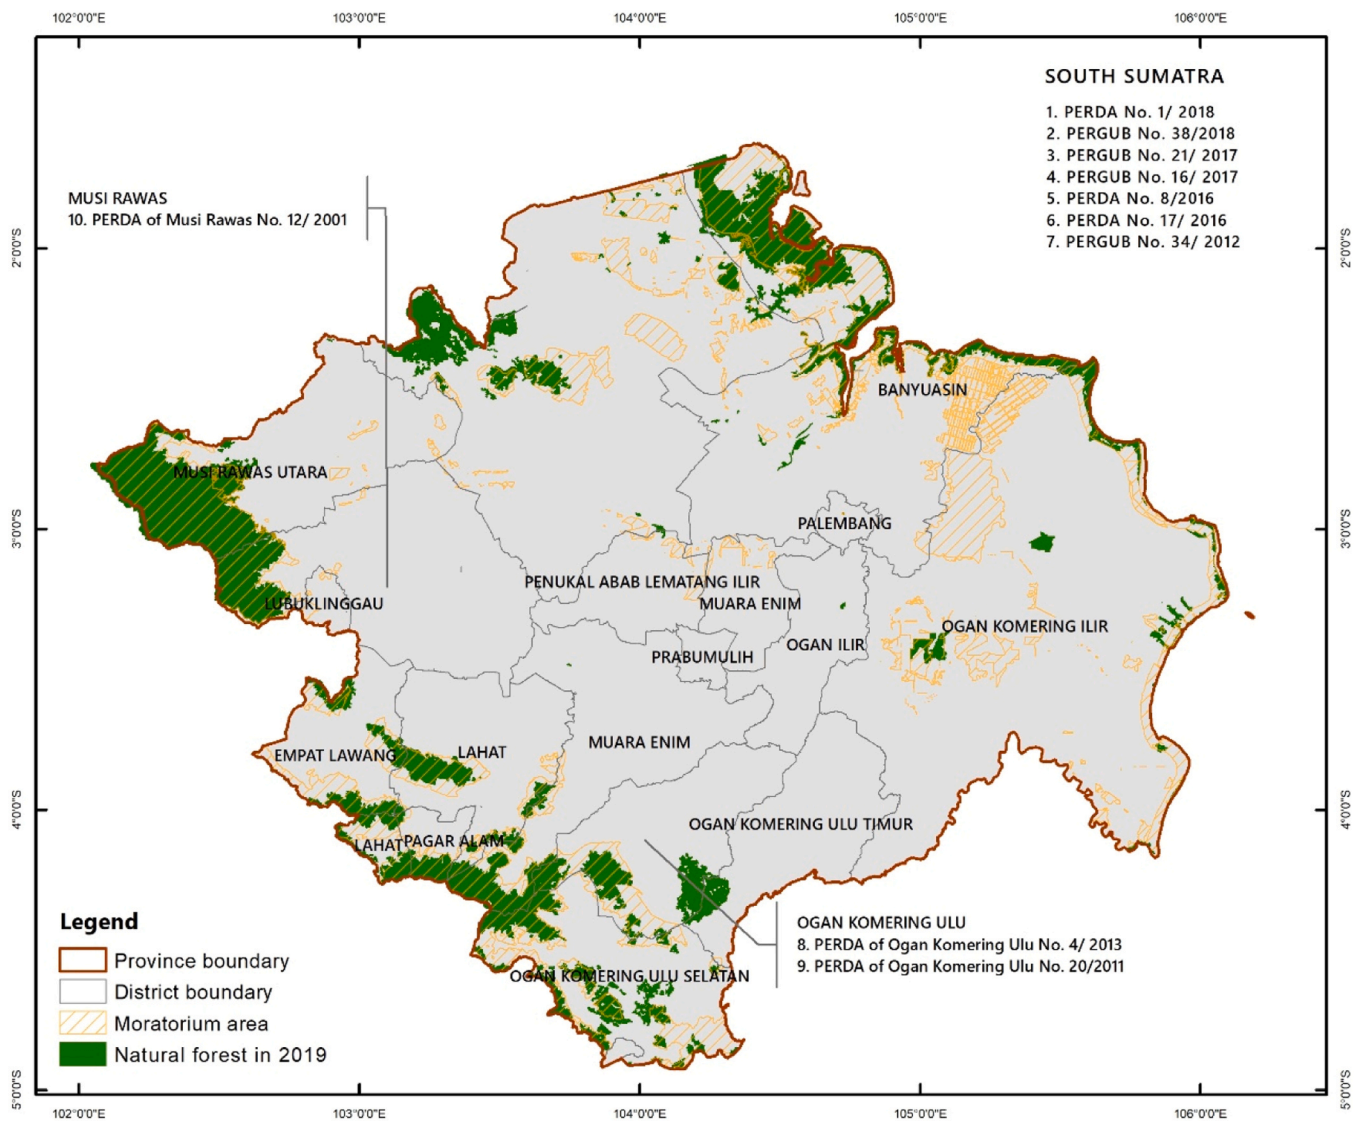 102°0'0"E
103°0'0"E
104°0'0"E
105°0'0"E
106°0'0"E
SOUTH SUMATRA
1. PERDA No. 1/ 2018
2. PERGUB No. 38/2018
3. PERGUB No. 21/ 2017
4. PERGUB No. 16/ 2017
5. PERDA No. 8/2016
6. PERDA No. 17/ 2016
7. PERGUB No. 34/ 2012
MUSI RAWAS
10. PERDA of Musi Rawas No. 12/ 2001
2°0'0"S
2°0'0"S
BANYUASIN
MUSI RAWAS UTARA
3°0'0"S
PALEMBANG
3°0'0"S
PENUKAL ABAB LEMATANG ILIR
LUBUKLINGGAU
MUARA ENIM
OGAN KOMERING ILIR
OGAN ILIR
PRABUMULIH
MUARA ENIM
EMPAT LAWANG
LAHAT
4°0'0"S
4°0'0"S
OGAN KOMERING ULU TIMUR
LAHAT
PAGAR ALAM
OGAN KOMERING ULU
8. PERDA of Ogan Komering Ulu No. 4/ 2013
9. PERDA of Ogan Komering Ulu No. 20/2011
OGAN KOMERING ULU SELATAN
Legend
Province boundary
District boundary
Moratorium area
Natural forest in 2019
5°0'0"S
5°0'0"S
102°0'0"E
103°0'0"E
104°0'0"E
105°0'0"E
106°0'0"E